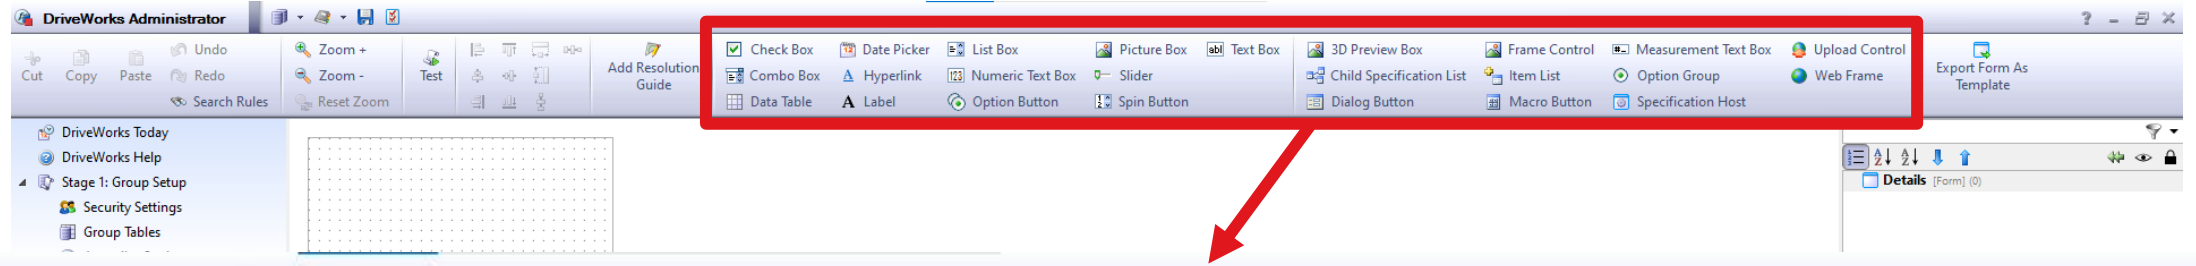 DriveWorks Administrator
Cut Copy Paste Undo Redo Search Rules
Zoom + Zoom - Reset Zoom
Test
Add Resolution Guide
Check Box Date Picker List Box Picture Box Text Box 3D Preview Box Frame Control Measurement Text Box Upload Control
Combo Box Hyperlink Numeric Text Box Slider Child Specification List Item List Option Group Web Frame
Data Table Label Option Button Spin Button Dialog Button Macro Button Specification Host
Export Form As Template
DriveWorks Today
DriveWorks Help
Stage 1: Group Setup
Security Settings
Group Tables
Details [Form] (0)